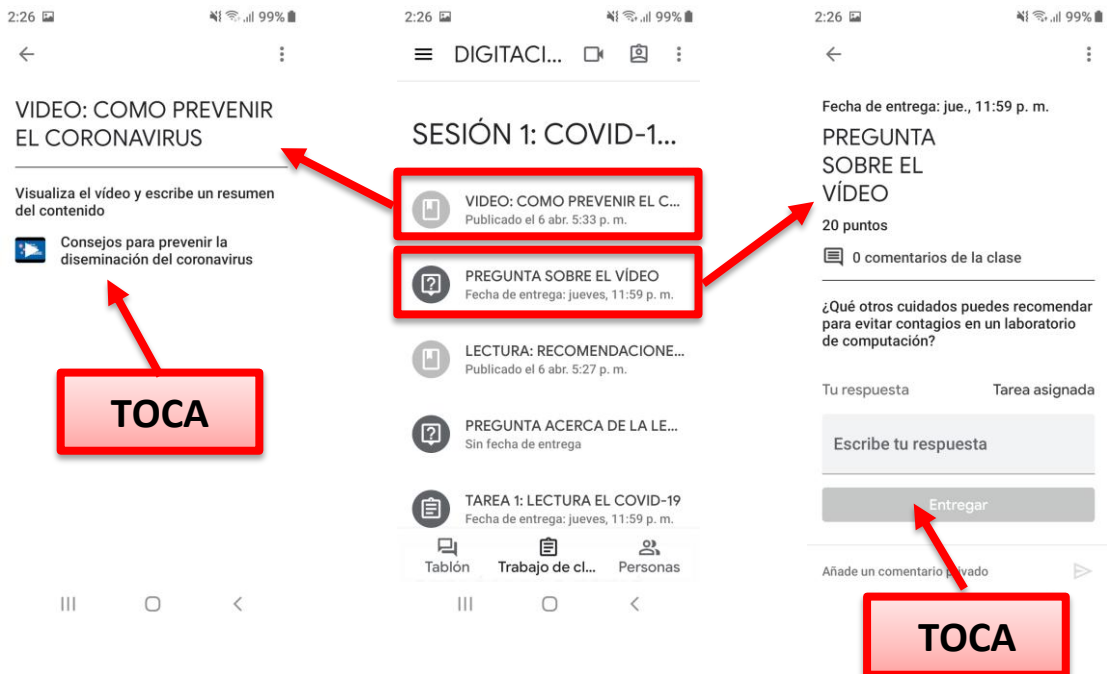 2:26
99%
VIDEO: COMO PREVENIR
EL CORONAVIRUS
Visualiza el vídeo y escribe un resumen
del contenido
Consejos para prevenir la
diseminación del coronavirus
TOCA
2:26
99%
DIGITACI...
SESIÓN 1: COVID-1...
VIDEO: COMO PREVENIR EL C...
Publicado el 6 abr. 5:33 p. m.
PREGUNTA SOBRE EL VÍDEO
Fecha de entrega: jueves, 11:59 p. m.
LECTURA: RECOMENDACIONE...
Publicado el 6 abr. 5:27 p. m.
PREGUNTA ACERCA DE LA LE...
Sin fecha de entrega
TAREA 1: LECTURA EL COVID-19
Fecha de entrega: jueves, 11:59 p. m.
Tablón
Trabajo de cl...
Personas
2:26
99%
Fecha de entrega: jue., 11:59 p. m.
PREGUNTA
SOBRE EL
VÍDEO
20 puntos
0 comentarios de la clase
¿Qué otros cuidados puedes recomendar
para evitar contagios en un laboratorio
de computación?
Tu respuesta
Tarea asignada
Escribe tu respuesta
Entregar
Añade un comentario privado
TOCA